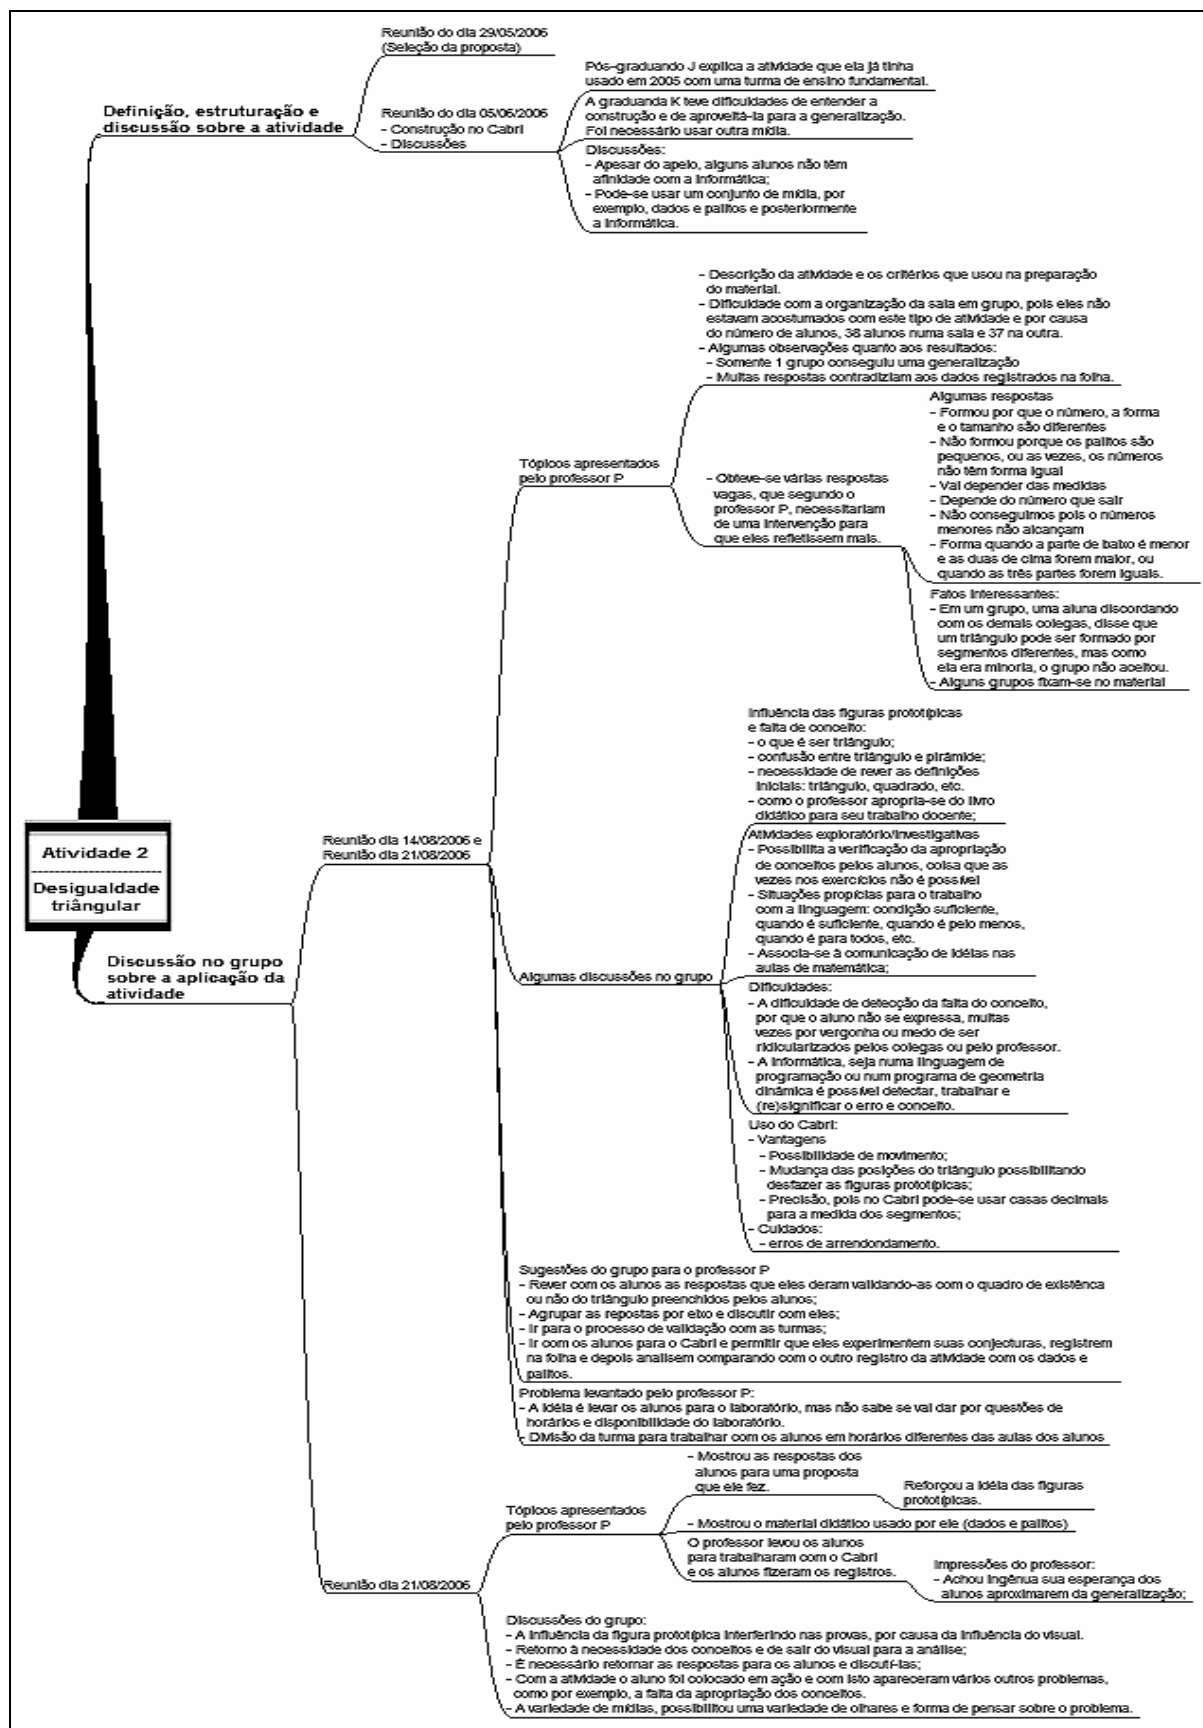 Reunião do dia 29/05/2006
(Seleção da proposta)
Definição, estruturação e
discussão sobre a atividade
Reunião do dia 05/06/2006
- Construção no Cabri
- Discussões
Pós-graduando J explica a atividade que ela já tinha
usado em 2005 com uma turma de ensino fundamental.
A graduanda K teve dificuldades de entender a
construção e de aproveitá-la para a generalização.
Foi necessário usar outra mídia.
Discussões:
- Apesar do apelo, alguns alunos não têm
afinidade com a informática;
- Pode-se usar um conjunto de mídia, por
exemplo, dados e palitos e posteriormente
a informática.
Atividade 2
Desigualdade
triângular
Discussão no grupo
sobre a aplicação da
atividade
Reunião dia 14/08/2006 e
Reunião dia 21/08/2006
Tópicos apresentados
pelo professor P
- Descrição da atividade e os critérios que usou na preparação
do material.
- Dificuldade com a organização da sala em grupo, pois eles não
estavam acostumados com este tipo de atividade e por causa
do número de alunos, 38 alunos numa sala e 37 na outra.
- Algumas observações quanto aos resultados:
- Somente 1 grupo conseguiu uma generalização
- Muitas respostas contradiziam aos dados registrados na folha.
- Obteve-se várias respostas
vagas, que segundo o
professor P, necessitariam
de uma intervenção para
que eles refletissem mais.
Algumas respostas
- Formou por que o número, a forma
e o tamanho são diferentes
- Não formou porque os palitos são
pequenos, ou as vezes, os números
não têm forma igual
- Vai depender das medidas
- Depende do número que sair
- Não conseguimos pois o números
menores não alcançam
- Forma quando a parte de baixo é menor
e as duas de cima forem maior, ou
quando as três partes forem iguais.
Fatos interessantes:
- Em um grupo, uma aluna discordando
com os demais colegas, disse que
um triângulo pode ser formado por
segmentos diferentes, mas como
ela era minoria, o grupo não aceitou.
- Alguns grupos fixam-se no material
Algumas discussões no grupo
Influência das figuras prototípicas
e falta de conceito:
- o que é ser triângulo;
- confusão entre triângulo e pirâmide;
- necessidade de rever as definições
iniciais: triângulo, quadrado, etc.
- como o professor apropria-se do livro
didático para seu trabalho docente;
Atividades exploratório/investigativas
- Possibilita a verificação da apropriação
de conceitos pelos alunos, coisa que as
vezes nos exercícios não é possível
- Situações propícias para o trabalho
com a linguagem: condição suficiente,
quando é suficiente, quando é pelo menos,
quando é para todos, etc.
- Associa-se à comunicação de idéias nas
aulas de matemática;
Dificuldades:
- A dificuldade de detecção da falta do conceito,
por que o aluno não se expressa, muitas
vezes por vergonha ou medo de ser
ridicularizados pelos colegas ou pelo professor.
- A informática, seja numa linguagem de
programação ou num programa de geometria
dinâmica é possível detectar, trabalhar e
(re)significar o erro e conceito.
Uso do Cabri:
- Vantagens
- Possibilidade de movimento;
- Mudança das posições do triângulo possibilitando
desfazer as figuras prototípicas;
- Precisão, pois no Cabri pode-se usar casas decimais
para a medida dos segmentos;
- Cuidados:
- erros de arrendondamento.
Sugestões do grupo para o professor P
- Rever com os alunos as respostas que eles deram validando-as com o quadro de existênca
ou não do triângulo preenchidos pelos alunos;
- Agrupar as repostas por eixo e discutir com eles;
- Ir para o processo de validação com as turmas;
- Ir com os alunos para o Cabri e permitir que eles experimentem suas conjecturas, registrem
na folha e depois analisem comparando com o outro registro da atividade com os dados e
palitos.
Problema levantado pelo professor P:
- A idéia é levar os alunos para o laboratório, mas não sabe se vai dar por questões de
horários e disponibilidade do laboratório.
- Divisão da turma para trabalhar com os alunos em horários diferentes das aulas dos alunos
Reunião dia 21/08/2006
Tópicos apresentados
pelo professor P
- Mostrou as respostas dos
alunos para uma proposta
que ele fez.
Reforçou a idéia das figuras
prototípicas.
- Mostrou o material didático usado por ele (dados e palitos)
O professor levou os alunos
para trabalharam com o Cabri
e os alunos fizeram os registros.
Impressões do professor:
- Achou ingênua sua esperança dos
alunos aproximarem da generalização;
Discussões do grupo:
- A influência da figura prototípica interferindo nas provas, por causa da influência do visual.
- Retorno à necessidade dos conceitos e de sair do visual para a análise;
- É necessário retornar as respostas para os alunos e discutí-las;
- Com a atividade o aluno foi colocado em ação e com isto apareceram vários outros problemas,
como por exemplo, a falta da apropriação dos conceitos.
- A variedade de mídias, possibilitou uma variedade de olhares e forma de pensar sobre o problema.